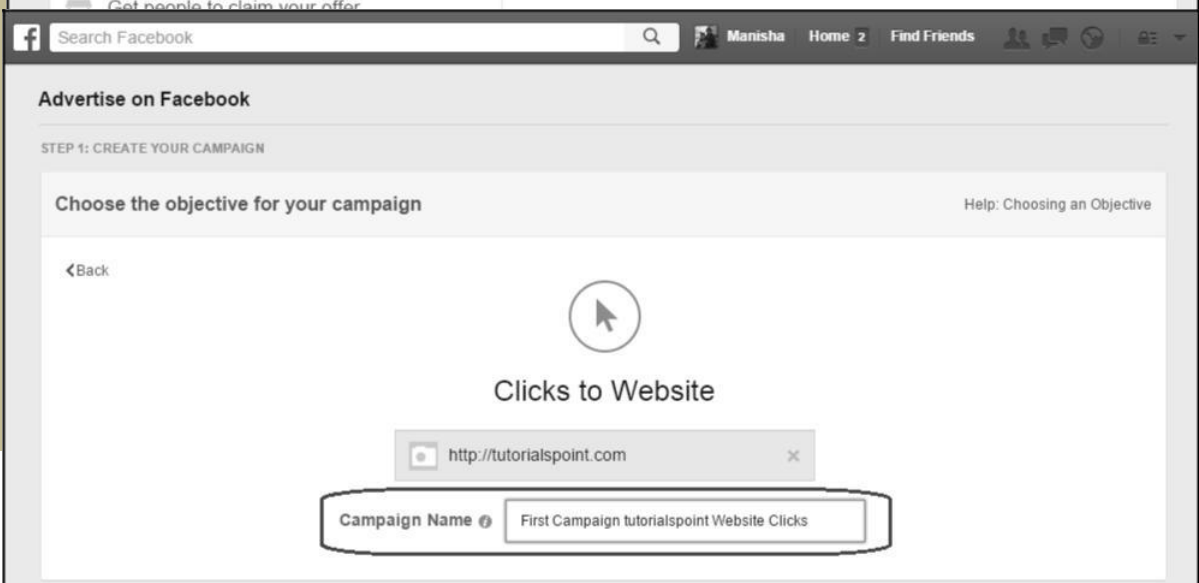 Get people to claim your offer
f Search Facebook Manisha Home 2 Find Friends
Advertise on Facebook
STEP 1: CREATE YOUR CAMPAIGN
Choose the objective for your campaign Help: Choosing an Objective
Back
Clicks to Website
http://tutorialspoint.com
Campaign Name i First Campaign tutorialspoint Website Clicks